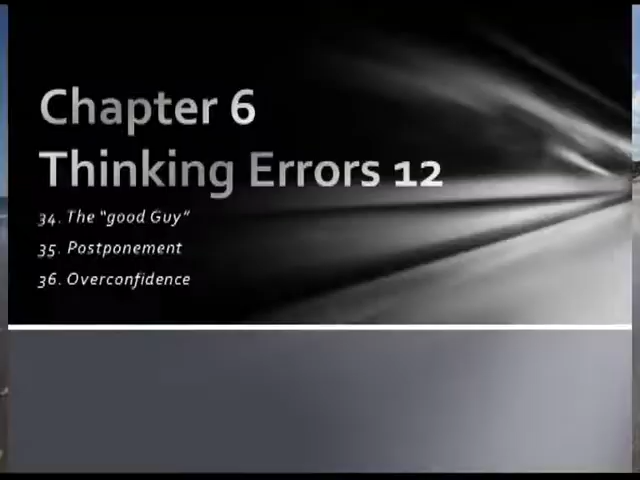 Chapter 6
Thinking Errors 12
34. The "good Guy"
35. Postponement
36. Overconfidence